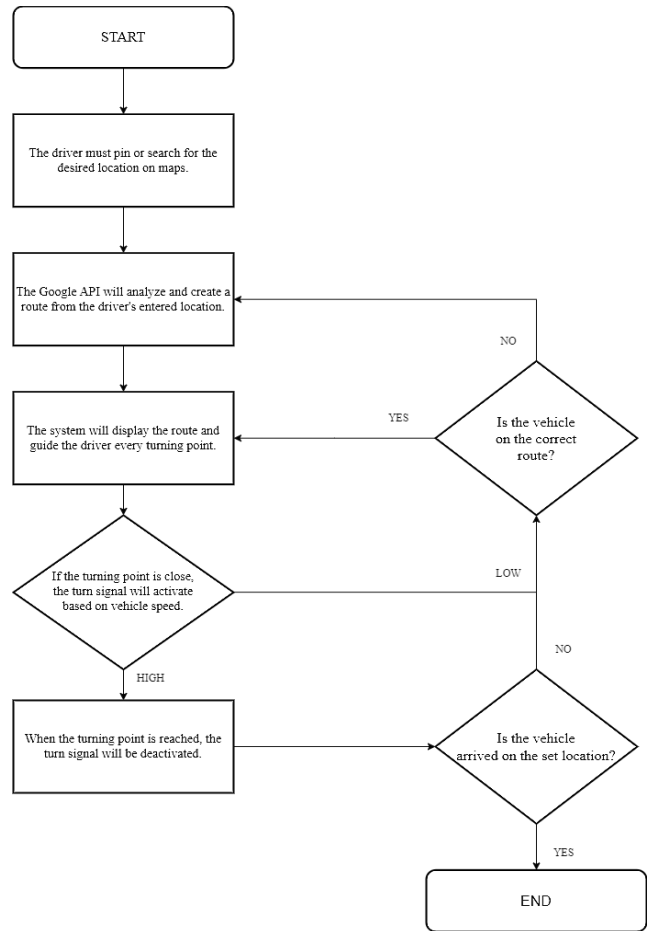 START
The driver must pin or search for the
desired location on maps.
The Google API will analyze and create a
route from the driver's entered location.
NO
The system will display the route and
guide the driver every turning point.
YES
Is the vehicle
on the correct
route?
If the turning point is close,
the turn signal will activate
based on vehicle speed.
LOW
HIGH
NO
When the turning point is reached, the
turn signal will be deactivated.
Is the vehicle
arrived on the set location?
YES
END